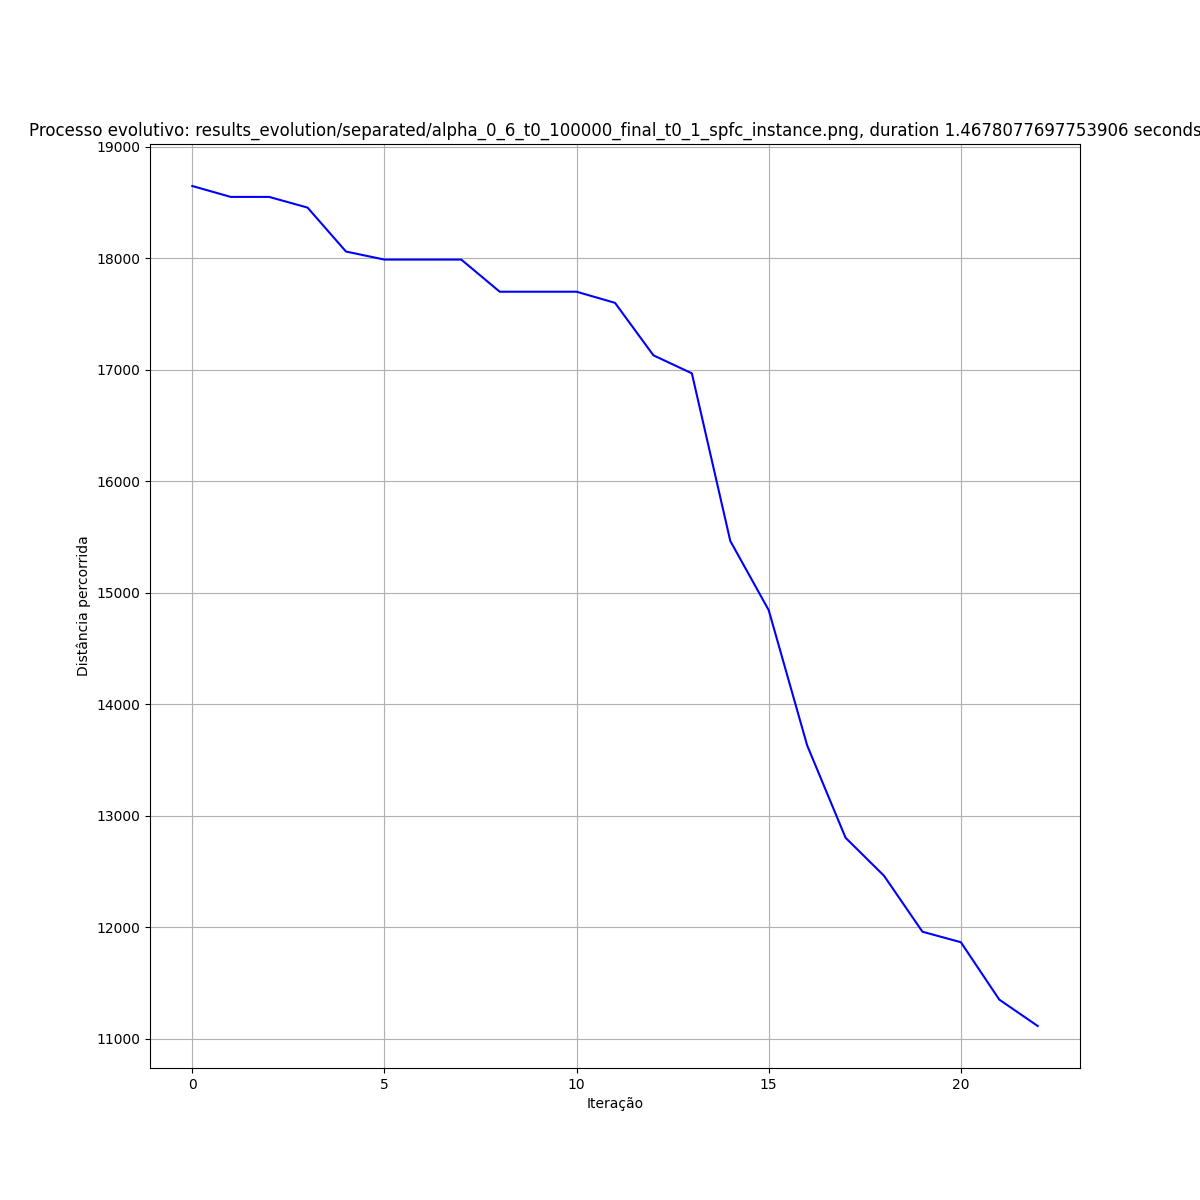 Processo evolutivo: results_evolution/separated/alpha_0_6_t0_100000_final_t0_1_spfc_instance.png, duration 1.4678077697753906 seconds
19000
18000
17000
16000
15000
14000
13000
12000
11000
Distância percorrida
0 5 10 15 20
Iteração